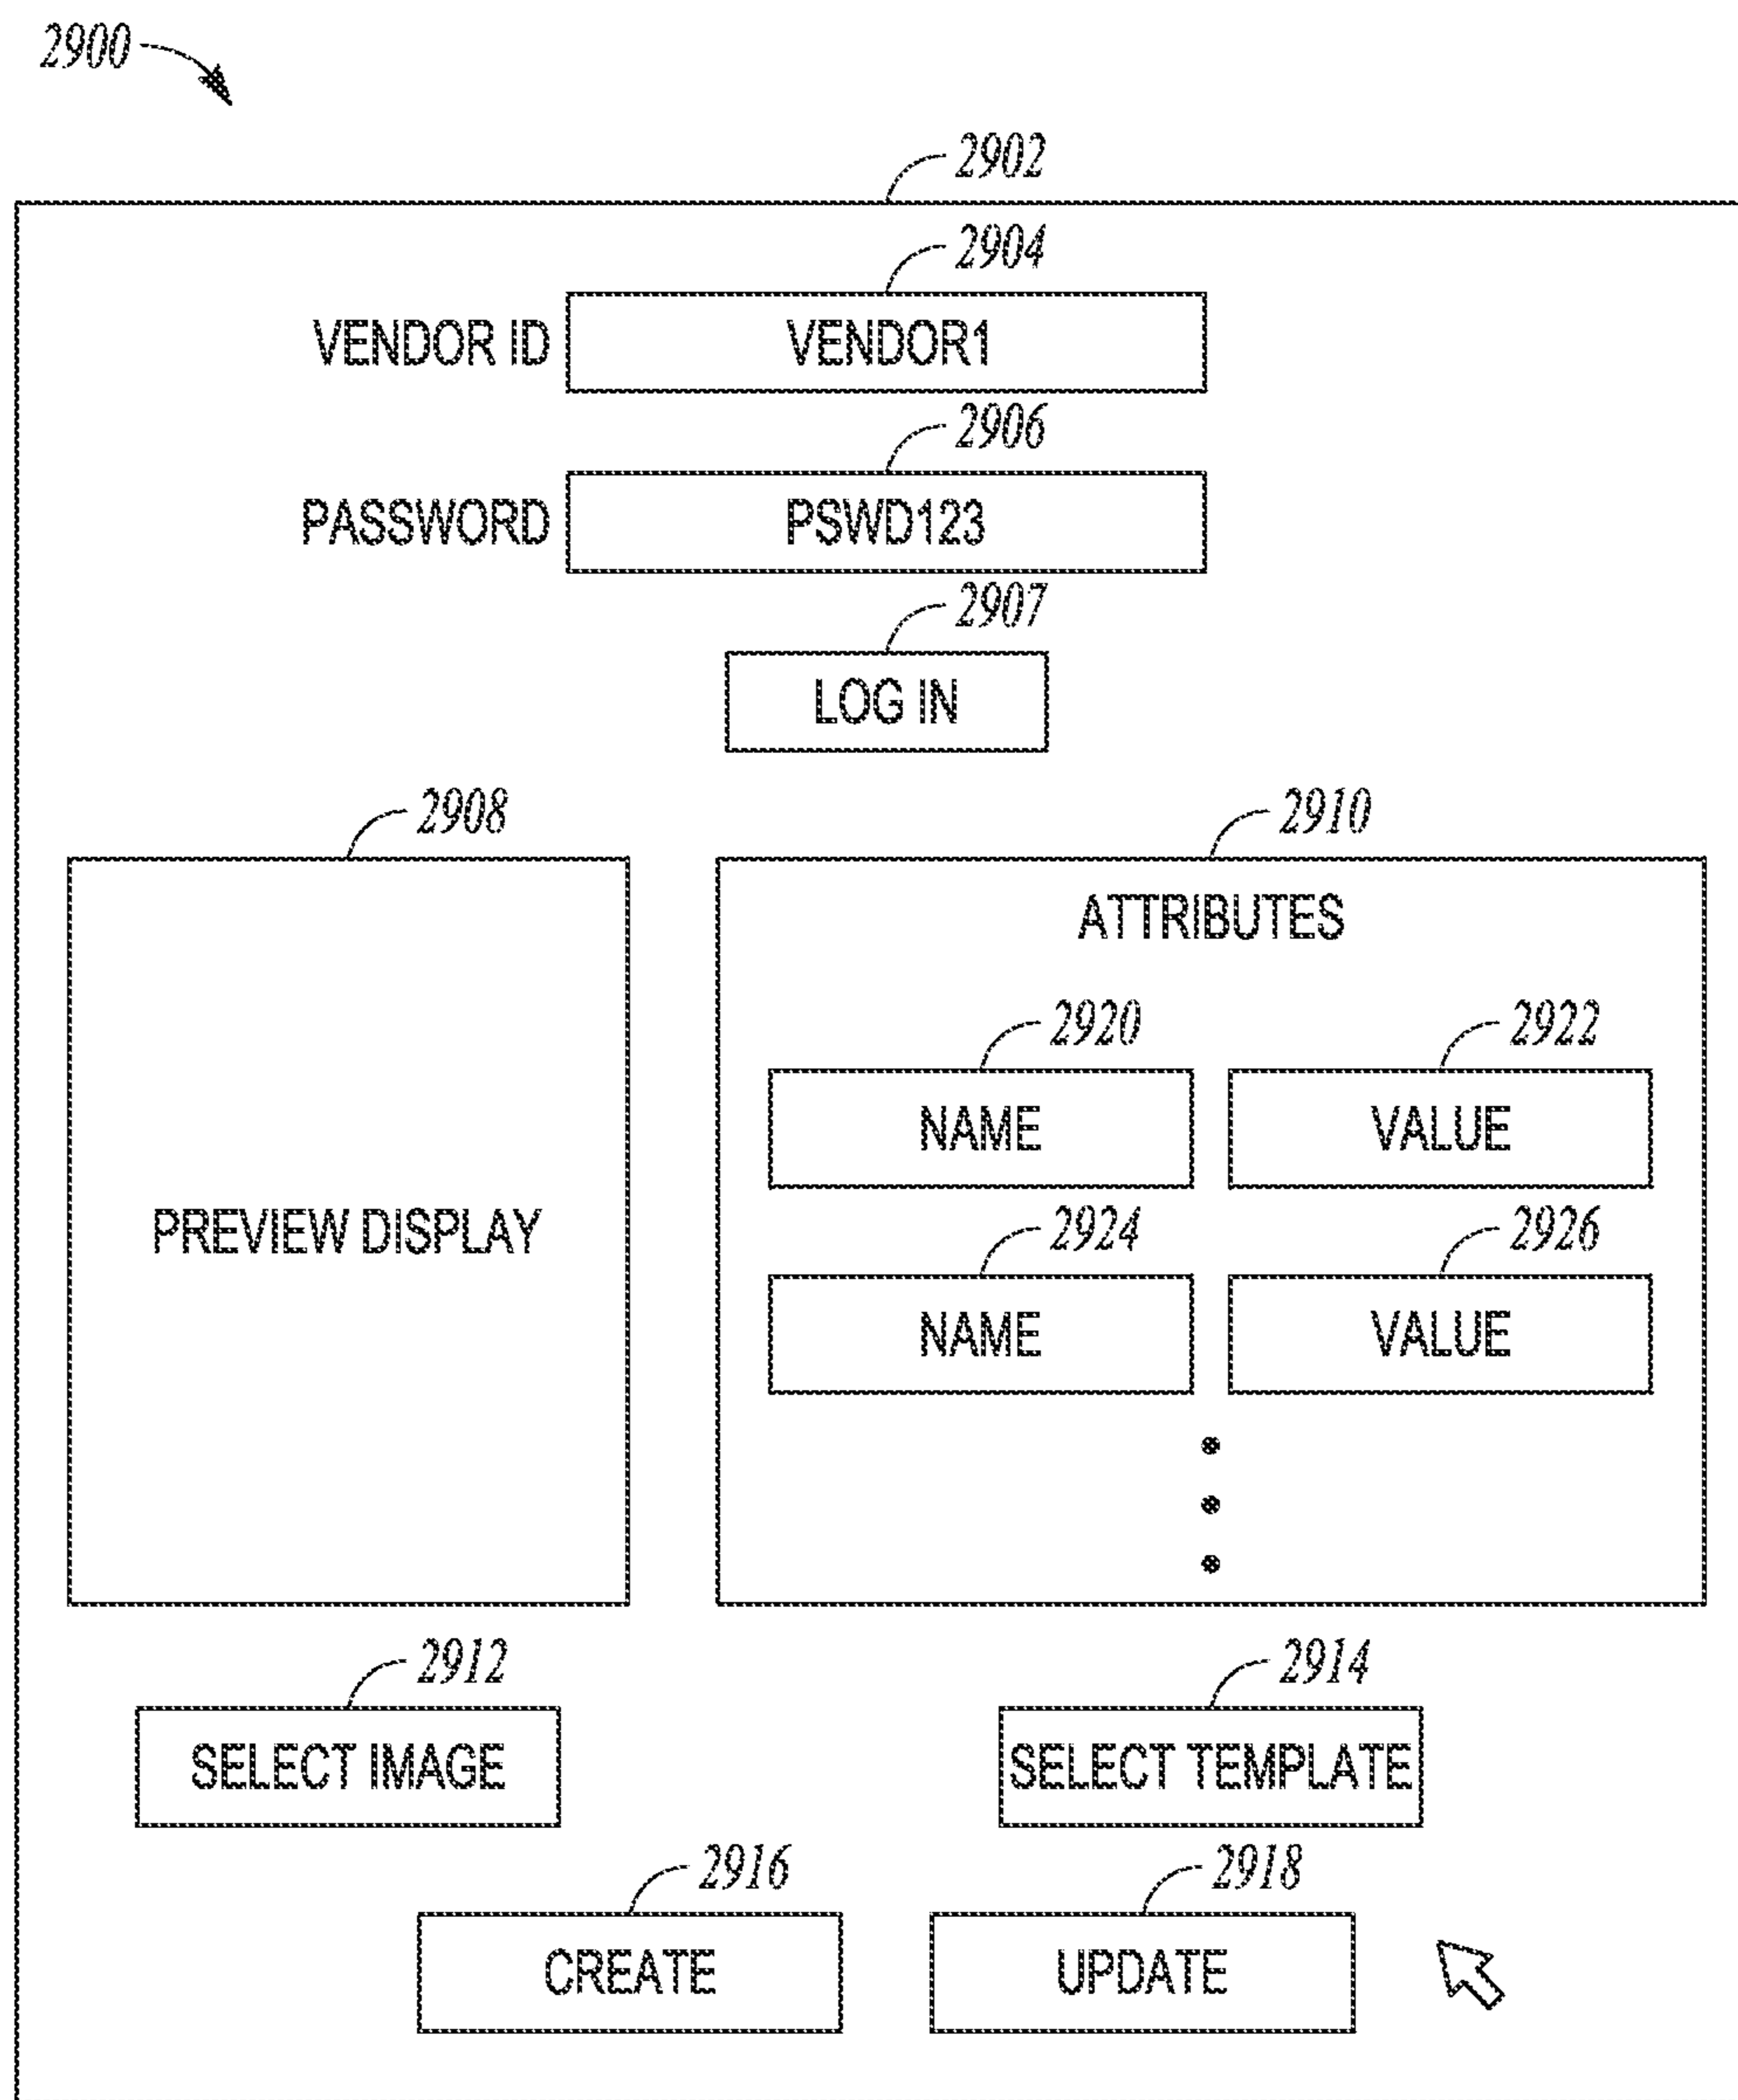 2900
2902
2904
VENDOR ID VENDOR1
2906
PASSWORD PSWD123
2907
LOG IN
2908 2910
ATTRIBUTES
2920 2922
NAME VALUE
PREVIEW DISPLAY
2924 2926
NAME VALUE
2912 2914
SELECT IMAGE SELECT TEMPLATE
2916 2918
CREATE UPDATE